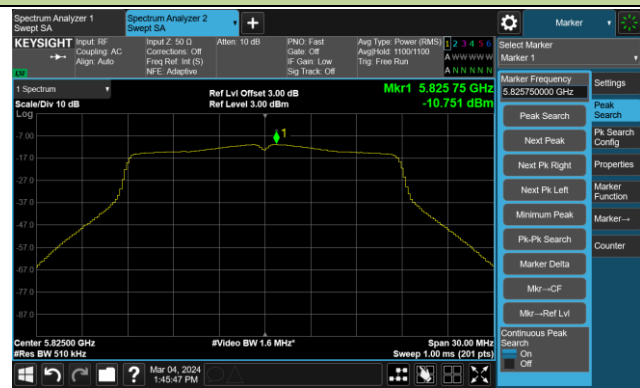 Spectrum Analyzer 1
Swept SA
Spectrum Analyzer 2
Swept SA
Marker
KEYSIGHT
Input: RF
Coupling: AC
Align: Auto
Input Z: 50 Ω
Corrections: Off
Freq Ref: Int (S)
NFE: Adaptive
Atten: 10 dB
PNO: Fast
Gate: Off
IF Gain: Low
Sig Track: Off
Avg Type: Power (RMS)
Avg|Hold: 1100/1100
Trig: Free Run
1 2 3 4 5 6
A W W W W W
A N N N N N
LXI
1 Spectrum
Scale/Div 10 dB
Log
Ref Lvl Offset 3.00 dB
Ref Level 3.00 dBm
Mkr1 5.825 75 GHz
-10.751 dBm
1
-7.00
-17.0
-27.0
-37.0
-47.0
-57.0
-67.0
-77.0
-87.0
Center 5.82500 GHz
#Res BW 510 kHz
#Video BW 1.6 MHz*
Span 30.00 MHz
Sweep 1.00 ms (201 pts)
Mar 04, 2024
1:45:47 PM
Select Marker
Marker 1
Marker Frequency
5.825750000 GHz
Peak Search
Next Peak
Next Pk Right
Next Pk Left
Minimum Peak
Pk-Pk Search
Marker Delta
Mkr→CF
Mkr→Ref Lvl
Continuous Peak
Search
On
Off
Settings
Peak
Search
Pk Search
Config
Properties
Marker
Function
Marker→
Counter